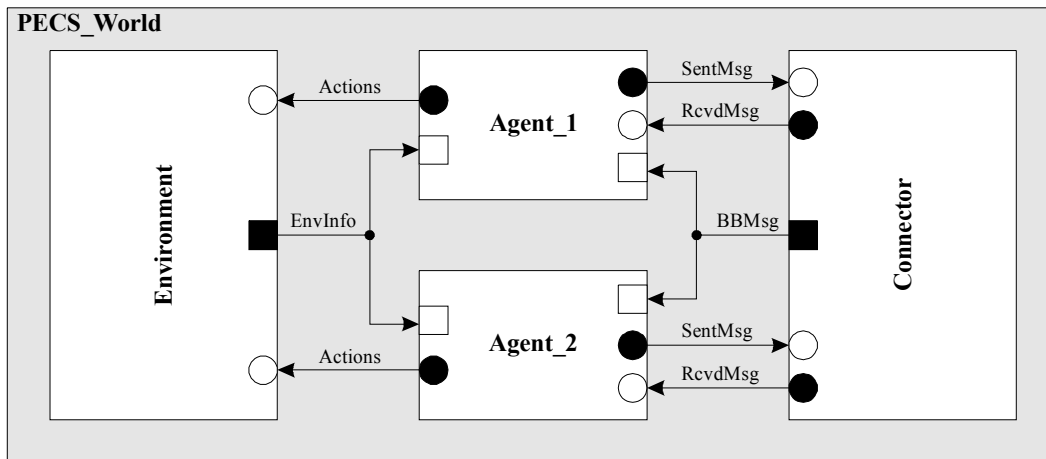 PECS_World
Environment
Actions
EnvInfo
Actions
Agent_1
Agent_2
SentMsg
RcvdMsg
BBMsg
SentMsg
RcvdMsg
Connector